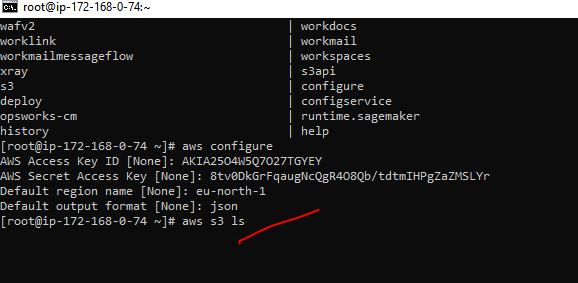 root@ip-172-168-0-74:~
wafv2 | workdocs
worklink | workmail
workmailmessageflow | workspaces
xray | s3api
s3 | configure
deploy | configservice
opsworks-cm | runtime.sagemaker
history | help
[root@ip-172-168-0-74 ~]# aws configure
AWS Access Key ID [None]: AKIA25O4W5Q7O27TGYEY
AWS Secret Access Key [None]: 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
Default region name [None]: eu-north-1
Default output format [None]: json
[root@ip-172-168-0-74 ~]# aws s3 ls